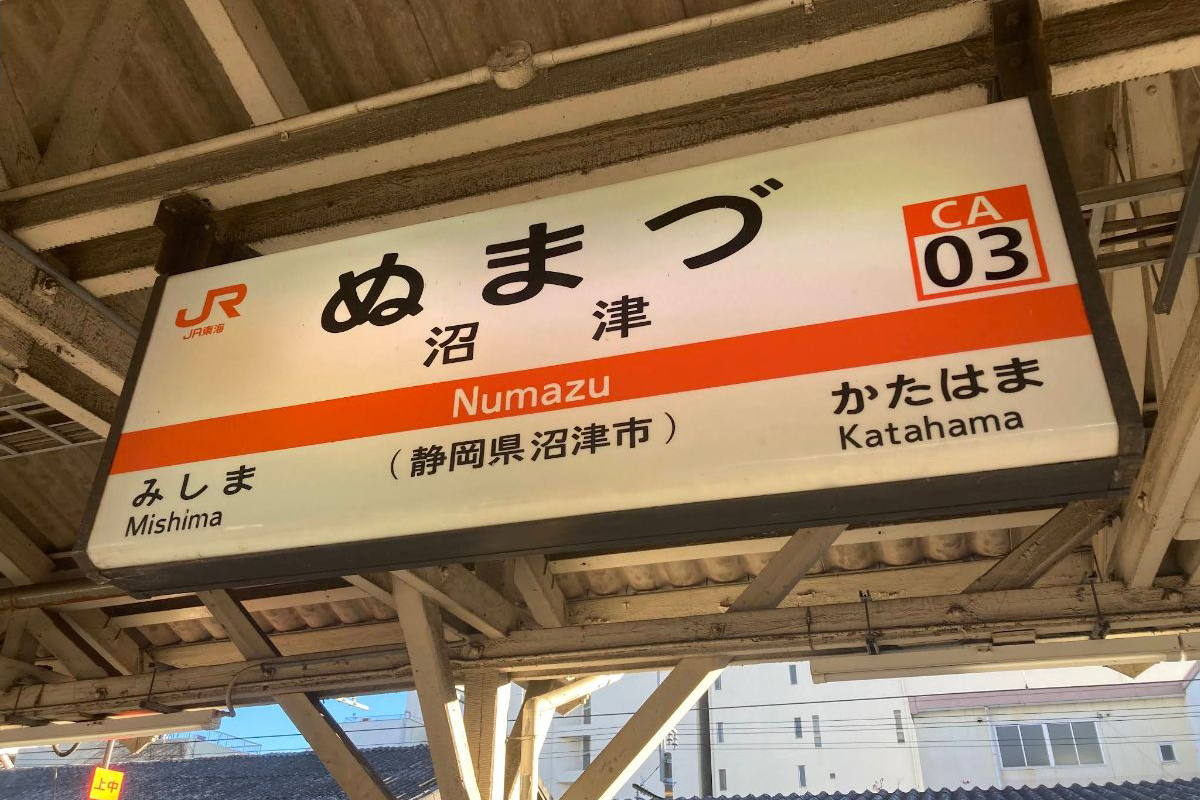 JR
JR東海
ぬまづ
沼津
CA
03
Numazu
(静岡県沼津市)
みしま
Mishima
かたはま
Katahama
上中